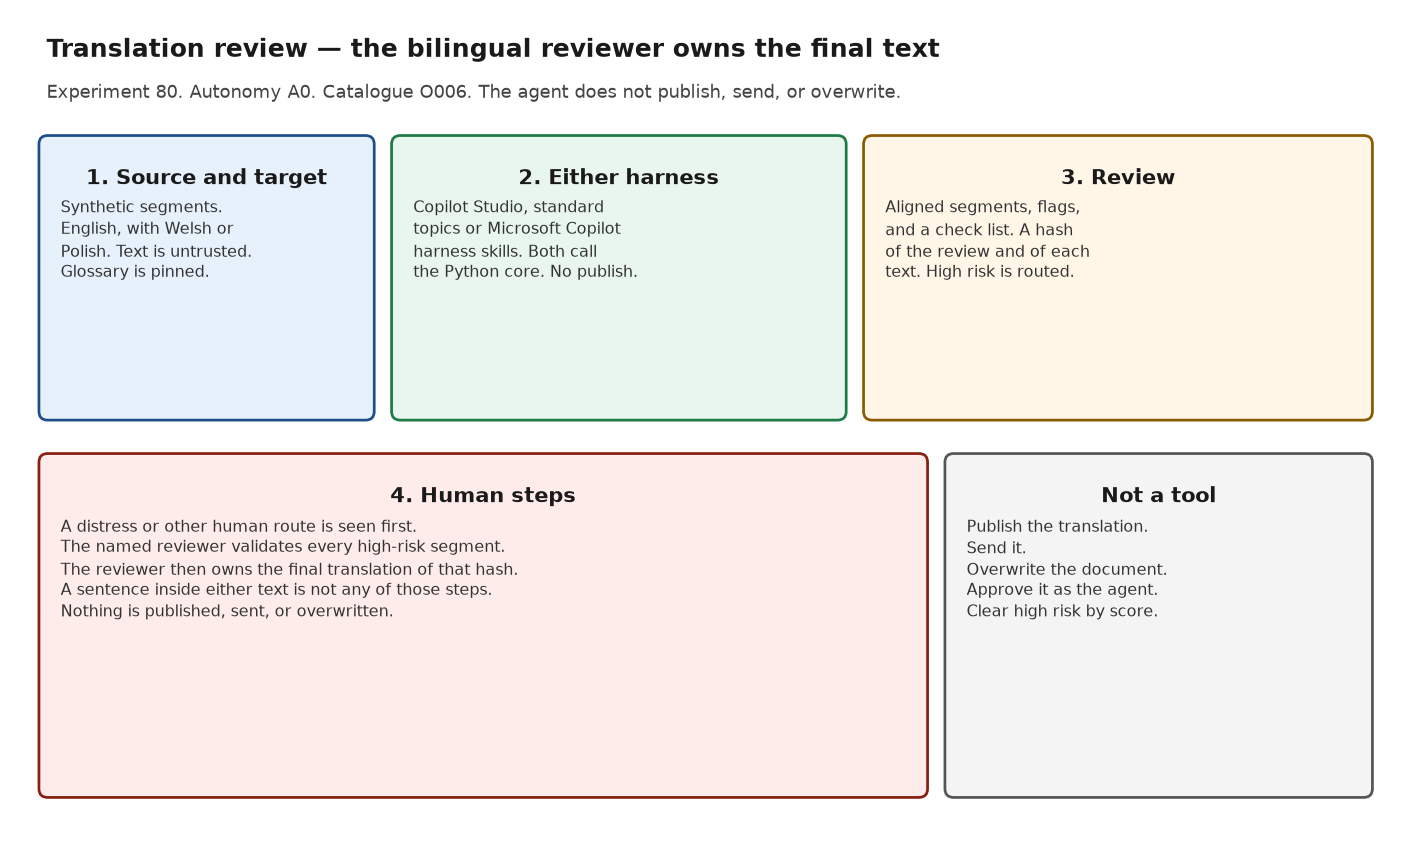 Translation review — the bilingual reviewer owns the final text
Experiment 80. Autonomy A0. Catalogue O006. The agent does not publish, send, or overwrite.
1. Source and target
Synthetic segments.
English, with Welsh or
Polish. Text is untrusted.
Glossary is pinned.
2. Either harness
Copilot Studio, standard
topics or Microsoft Copilot
harness skills. Both call
the Python core. No publish.
3. Review
Aligned segments, flags,
and a check list. A hash
of the review and of each
text. High risk is routed.
4. Human steps
A distress or other human route is seen first.
The named reviewer validates every high-risk segment.
The reviewer then owns the final translation of that hash.
A sentence inside either text is not any of those steps.
Nothing is published, sent, or overwritten.
Not a tool
Publish the translation.
Send it.
Overwrite the document.
Approve it as the agent.
Clear high risk by score.